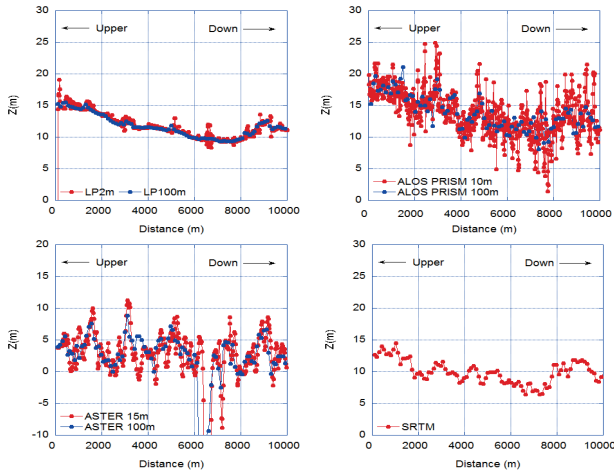 30
25
20
15
10
5
0
Z(m)
Upper
Down
LP2m
LP100m
0
2000
4000
6000
8000
10000
Distance (m)
30
25
20
15
10
5
0
Z(m)
Upper
Down
ALOS PRISM 10m
ALOS PRISM 100m
0
2000
4000
6000
8000
10000
Distance (m)
20
15
10
5
0
-5
-10
Z(m)
Upper
Down
ASTER 15m
ASTER 100m
0
2000
4000
6000
8000
10000
Distance (m)
30
25
20
15
10
5
0
Z(m)
Upper
Down
SRTM
0
2000
4000
6000
8000
10000
Distance (m)